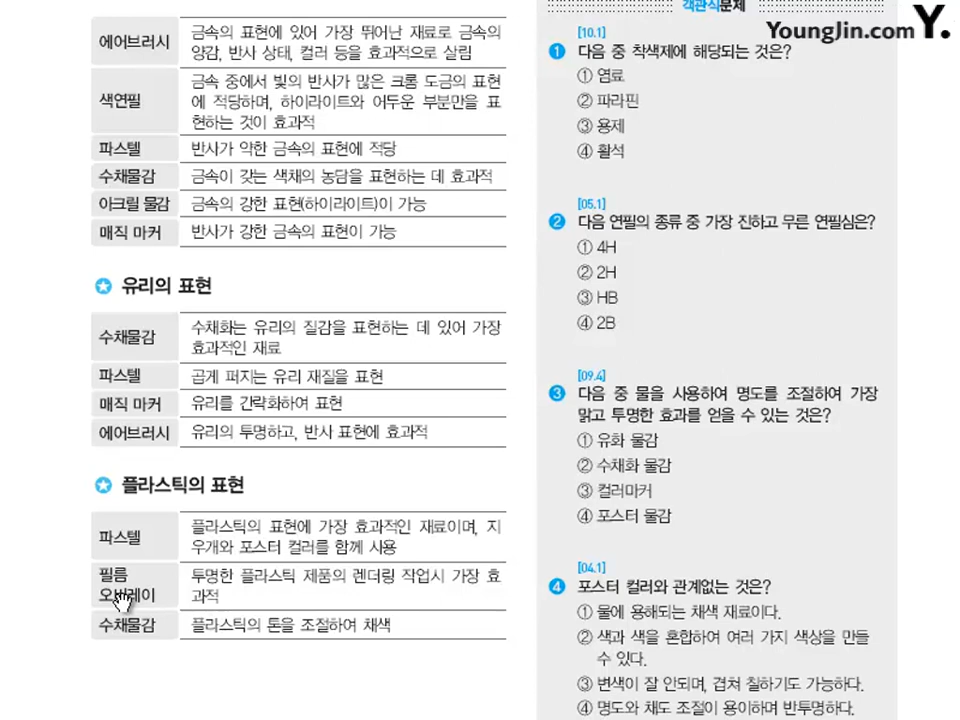 에어브러시
금속의 표현에 있어 가장 뛰어난 재료로 금속의
양감, 반사 상태, 컬러 등을 효과적으로 살림
색연필
금속 중에서 빛의 반사가 많은 크롬 도금의 표현
에 적당하며, 하이라이트와 어두운 부분만을 표
현하는 것이 효과적
파스텔
반사가 약한 금속의 표현에 적당
수채물감
금속이 갖는 색채의 농담을 표현하는 데 효과적
아크릴 물감
금속의 강한 표현(하이라이트)이 가능
매직 마커
반사가 강한 금속의 표현이 가능
유리의 표현
수채물감
수채화는 유리의 질감을 표현하는 데 있어 가장
효과적인 재료
파스텔
곱게 퍼지는 유리 재질을 표현
매직 마커
유리를 간략화하여 표현
에어브러시
유리의 투명하고, 반사 표현에 효과적
플라스틱의 표현
파스텔
플라스틱의 표현에 가장 효과적인 재료이며, 지
우개와 포스터 컬러를 함께 사용
필름
오버레이
투명한 플라스틱 제품의 렌더링 작업시 가장 효
과적
수채물감
플라스틱의 톤을 조절하여 채색
객관식문제
YoungJin.com Y.
[10.1]
1 다음 중 착색제에 해당되는 것은?
① 염료
② 파라핀
③ 용제
④ 활석
[05.1]
2 다음 연필의 종류 중 가장 진하고 무른 연필심은?
① 4H
② 2H
③ HB
④ 2B
[09.4]
3 다음 중 물을 사용하여 명도를 조절하여 가장
맑고 투명한 효과를 얻을 수 있는 것은?
① 유화 물감
② 수채화 물감
③ 컬러마커
④ 포스터 물감
[04.1]
4 포스터 컬러와 관계없는 것은?
① 물에 용해되는 채색 재료이다.
② 색과 색을 혼합하여 여러 가지 색상을 만들
수 있다.
③ 변색이 잘 안되며, 겹쳐 칠하기도 가능하다.
④ 명도와 채도 조절이 용이하며 반투명하다.